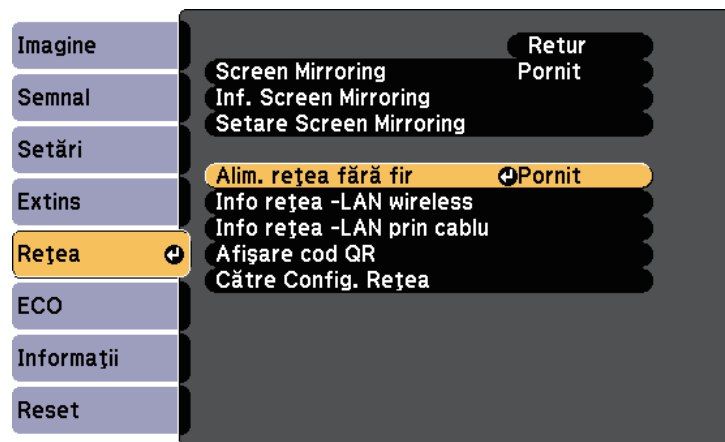 Imagine
Semnal
Setări
Extins
Rețea
ECO
Informații
Reset
Retur
Screen Mirroring Pornit
Inf. Screen Mirroring
Setare Screen Mirroring
Alim. rețea fără fir Pornit
Info rețea -LAN wireless
Info rețea -LAN prin cablu
Afişare cod QR
Către Config. Rețea